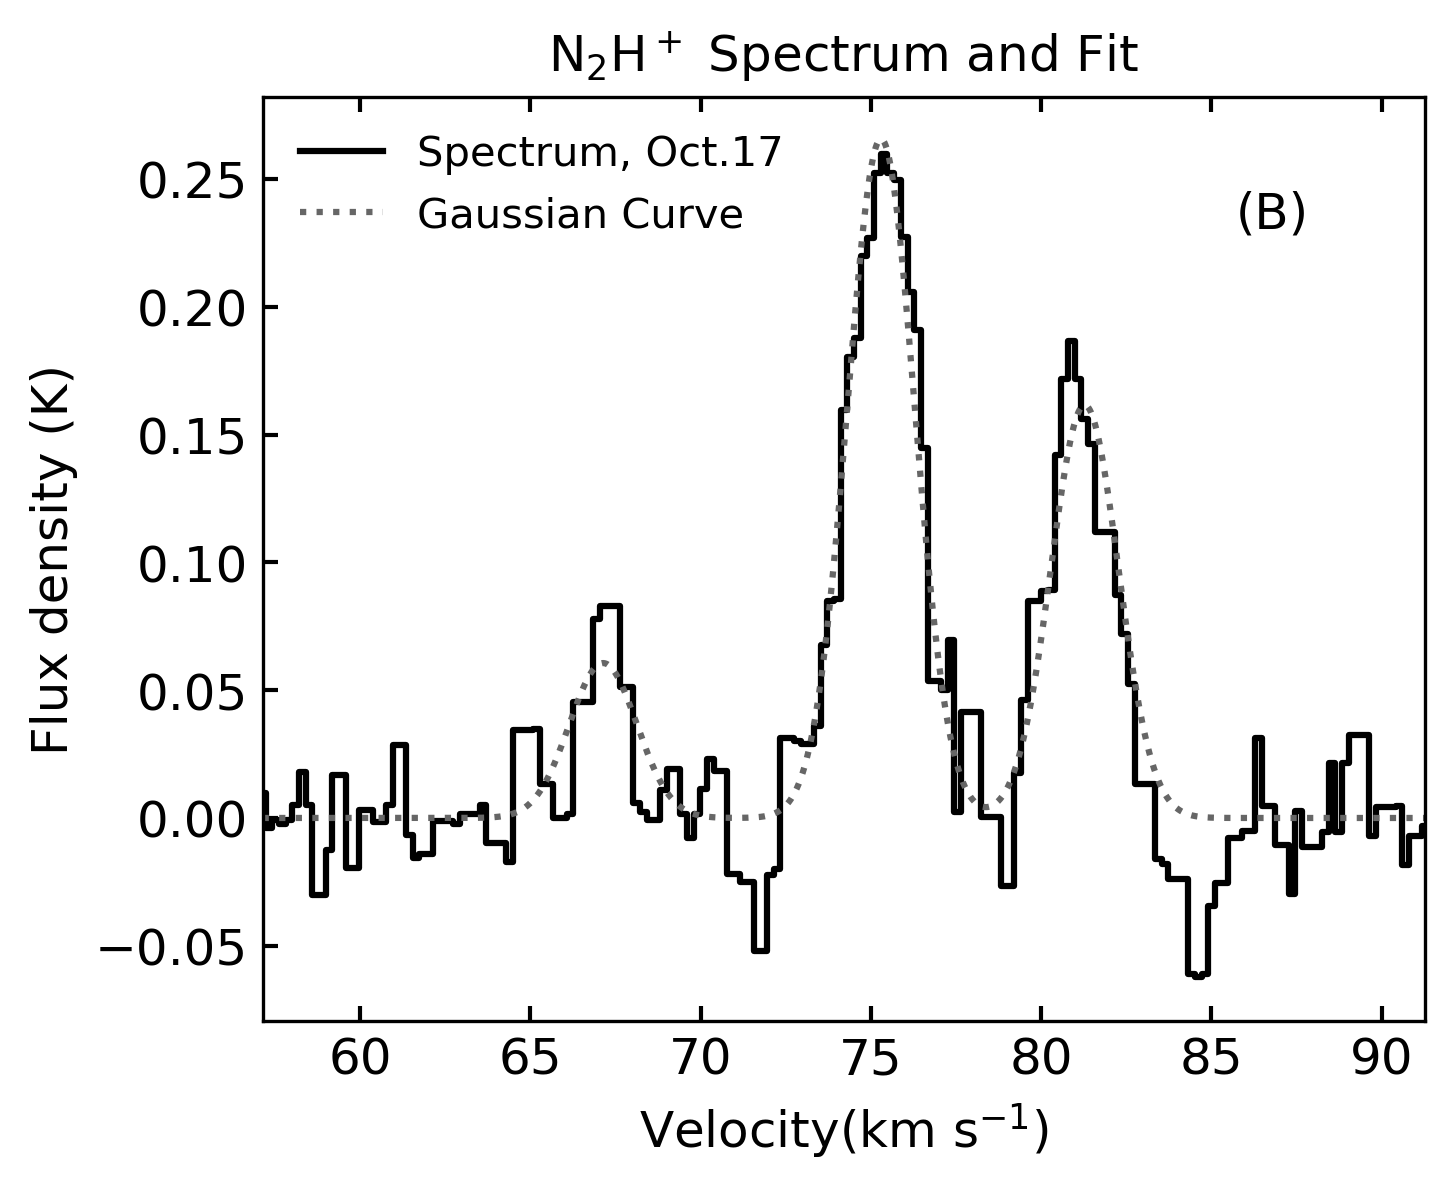 N₂H⁺ Spectrum and Fit
Spectrum, Oct.17
Gaussian Curve
(B)
Flux density (K)
0.25
0.20
0.15
0.10
0.05
0.00
−0.05
60 65 70 75 80 85 90
Velocity(km s⁻¹)